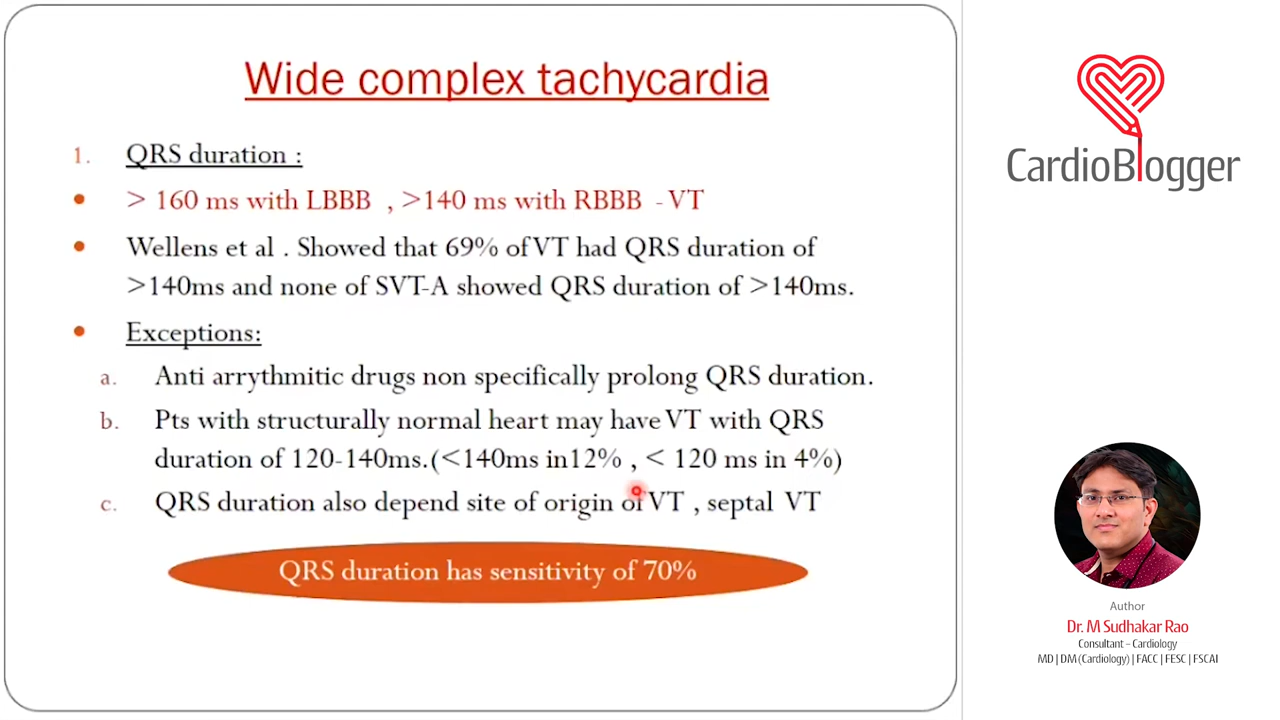 Wide complex tachycardia
1. QRS duration :
• > 160 ms with LBBB , >140 ms with RBBB - VT
• Wellens et al . Showed that 69% of VT had QRS duration of
>140ms and none of SVT-A showed QRS duration of >140ms.
• Exceptions:
a. Anti arrythmitic drugs non specifically prolong QRS duration.
b. Pts with structurally normal heart may have VT with QRS
duration of 120-140ms.(<140ms in12% , < 120 ms in 4%)
c. QRS duration also depend site of origin of VT , septal VT
QRS duration has sensitivity of 70%
CardioBlogger
Author
Dr. M Sudhakar Rao
Consultant – Cardiology
MD | DM (Cardiology) | FACC | FESC | FSCAI